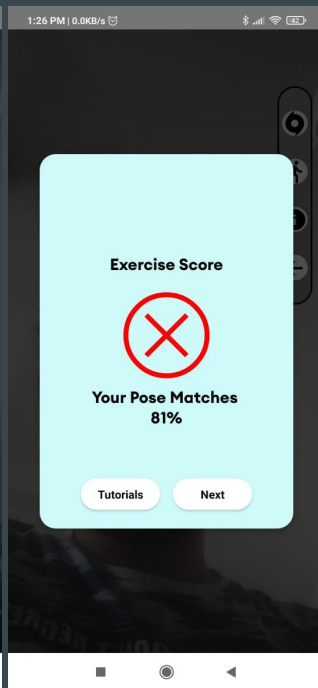 1:26 PM | 0.0KB/s
42
Exercise Score
Your Pose Matches
81%
Tutorials
Next